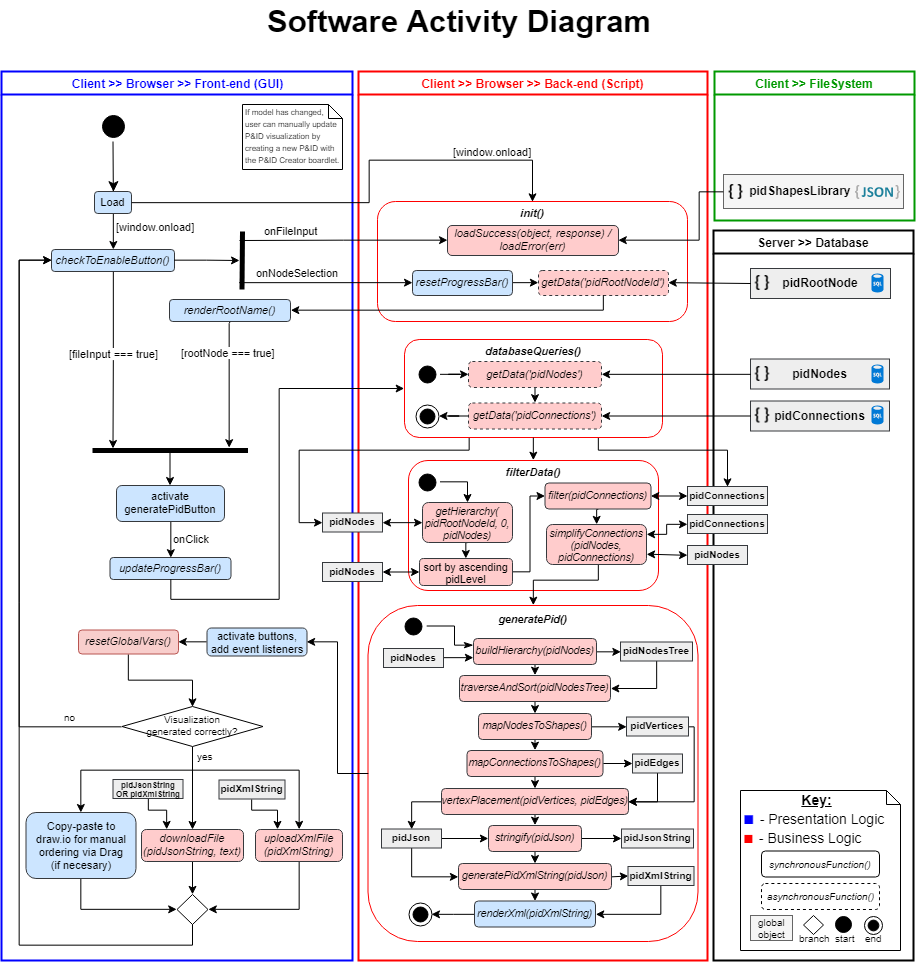 Software Activity Diagram
Client >> Browser >> Front-end (GUI)
Client >> Browser >> Back-end (Script)
Client >> FileSystem
If model has changed,
user can manually update
P&ID visualization by
creating a new P&ID with
the P&ID Creator boardlet.
[window.onload]
Load
{ } pidShapesLibrary {JSON}
init()
[window.onload]
onFileInput
loadSuccess(object, response) /
loadError(err)
Server >> Database
checkToEnableButton()
onNodeSelection
resetProgressBar()
getData('pidRootNodeId')
{ } pidRootNode SQL
renderRootName()
[fileInput === true]
[rootNode === true]
databaseQueries()
getData('pidNodes')
{ } pidNodes SQL
getData('pidConnections')
{ } pidConnections SQL
filterData()
activate
generatePidButton
filter(pidConnections)
pidConnections
getHierarchy(
pidRootNodeId, 0,
pidNodes)
pidNodes
pidConnections
simplifyConnections
(pidNodes,
pidConnections)
onClick
pidNodes
updateProgressBar()
pidNodes
sort by ascending
pidLevel
generatePid()
resetGlobalVars()
activate buttons,
add event listeners
buildHierarchy(pidNodes)
pidNodesTree
pidNodes
traverseAndSort(pidNodesTree)
no
Visualization
generated correctly?
mapNodesToShapes()
pidVertices
yes
mapConnectionsToShapes()
pidEdges
pidJsonString
OR pidXmlString
pidXmlString
vertexPlacement(pidVertices, pidEdges)
Key:
- Presentation Logic
- Business Logic
Copy-paste to
draw.io for manual
ordering via Drag
(if necesary)
downloadFile
(pidJsonString, text)
uploadXmlFile
(pidXmlString)
pidJson
stringify(pidJson)
pidJsonString
synchronousFunction()
generatePidXmlString(pidJson)
pidXmlString
asynchronousFunction()
renderXml(pidXmlString)
global
object
branch
start
end